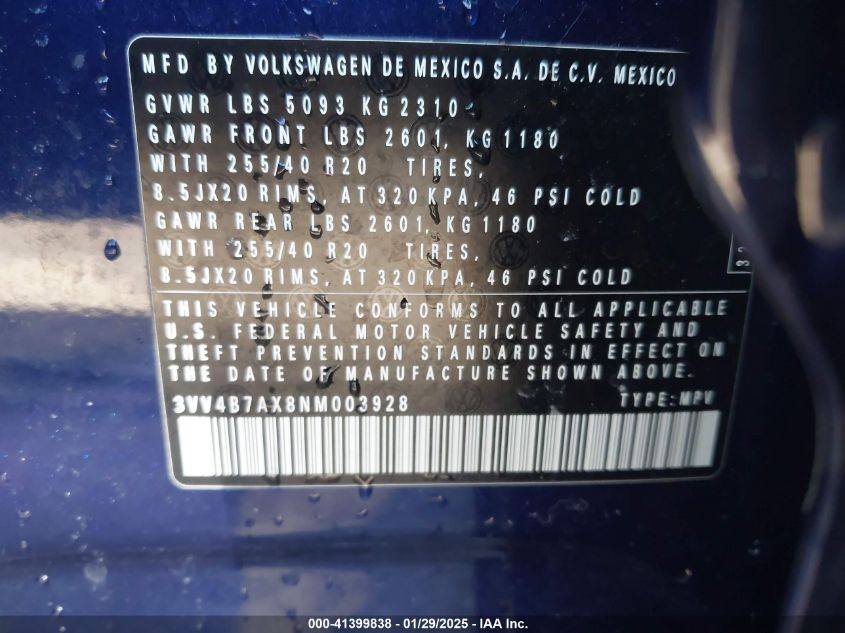 MFD BY VOLKSWAGEN DE MEXICO S.A. DE C.V. MEXICO
GVWR LBS 5093 KG 2310
GAWR FRONT LBS 2601, KG 1180
WITH 255/40 R20 TIRES,
8.5JX20 RIMS, AT 320 KPA, 46 PSI COLD
GAWR REAR LBS 2601, KG 1180
WITH 255/40 R20 TIRES,
8.5JX20 RIMS, AT 320 KPA, 46 PSI COLD
THIS VEHICLE CONFORMS TO ALL APPLICABLE
U.S. FEDERAL MOTOR VEHICLE SAFETY AND
THEFT PREVENTION STANDARDS IN EFFECT ON
THE DATE OF MANUFACTURE SHOWN ABOVE.
3VV4B7AX8NM003928 TYPE:MPV
000-41399838 - 01/29/2025 - IAA Inc.